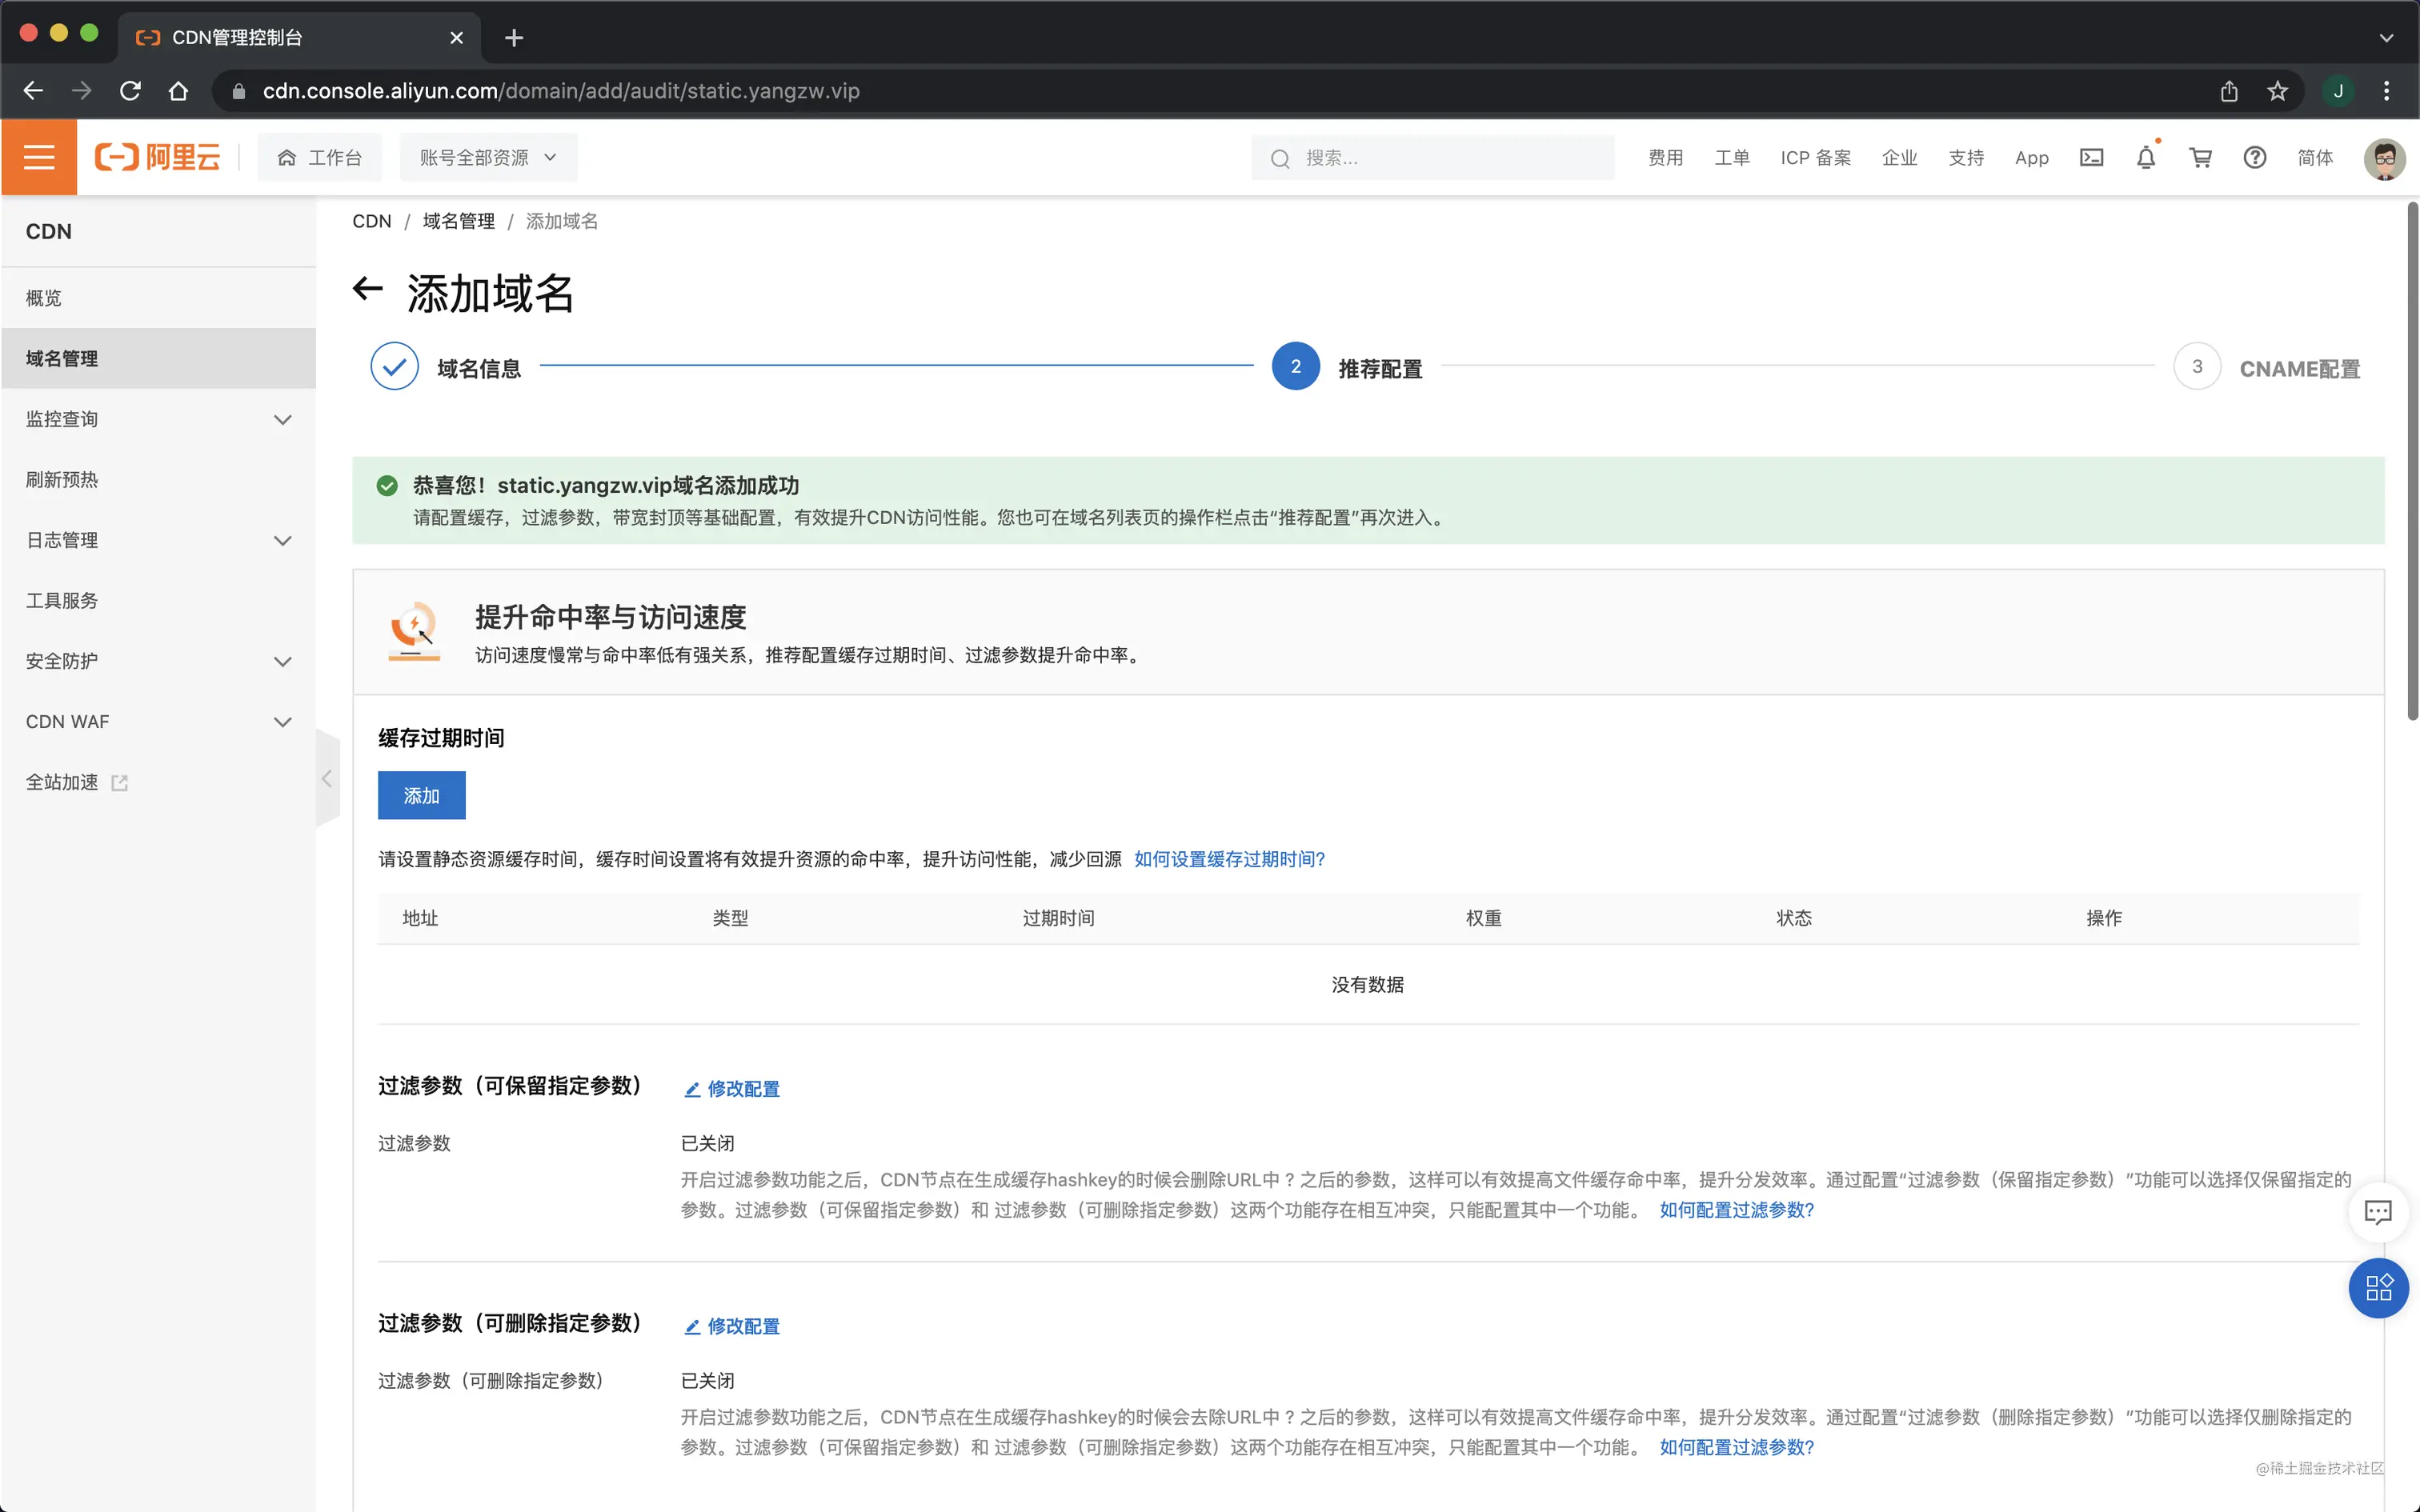 CDN管理控制台
cdn.console.aliyun.com/domain/add/audit/static.yangzw.vip
J
阿里云
工作台
账号全部资源
搜索...
费用
工单
ICP 备案
企业
支持
App
简体
CDN
概览
域名管理
监控查询
刷新预热
日志管理
工具服务
安全防护
CDN WAF
全站加速
CDN / 域名管理 / 添加域名
添加域名
域名信息
2 推荐配置
3 CNAME配置
恭喜您！static.yangzw.vip域名添加成功
请配置缓存，过滤参数，带宽封顶等基础配置，有效提升CDN访问性能。您也可在域名列表页的操作栏点击“推荐配置”再次进入。
提升命中率与访问速度
访问速度慢常与命中率低有强关系，推荐配置缓存过期时间、过滤参数提升命中率。
缓存过期时间
添加
请设置静态资源缓存时间，缓存时间设置将有效提升资源的命中率，提升访问性能，减少回源 如何设置缓存过期时间?
地址 类型 过期时间 权重 状态 操作
没有数据
过滤参数（可保留指定参数） 修改配置
过滤参数 已关闭
开启过滤参数功能之后，CDN节点在生成缓存hashkey的时候会删除URL中 ? 之后的参数，这样可以有效提高文件缓存命中率，提升分发效率。通过配置“过滤参数（保留指定参数）”功能可以选择仅保留指定的
参数。过滤参数（可保留指定参数）和 过滤参数（可删除指定参数）这两个功能存在相互冲突，只能配置其中一个功能。 如何配置过滤参数?
过滤参数（可删除指定参数） 修改配置
过滤参数（可删除指定参数） 已关闭
开启过滤参数功能之后，CDN节点在生成缓存hashkey的时候会去除URL中 ? 之后的参数，这样可以有效提高文件缓存命中率，提升分发效率。通过配置“过滤参数（删除指定参数）”功能可以选择仅删除指定的
参数。过滤参数（可保留指定参数）和 过滤参数（可删除指定参数）这两个功能存在相互冲突，只能配置其中一个功能。 如何配置过滤参数?
@稀土掘金技术社区